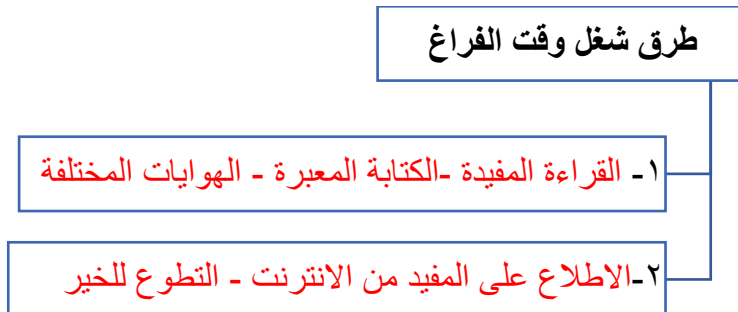 طرق شغل وقت الفراغ
١- القراءة المفيدة -الكتابة المعبرة - الهوايات المختلفة
٢-الاطلاع على المفيد من الانترنت - التطوع للخير